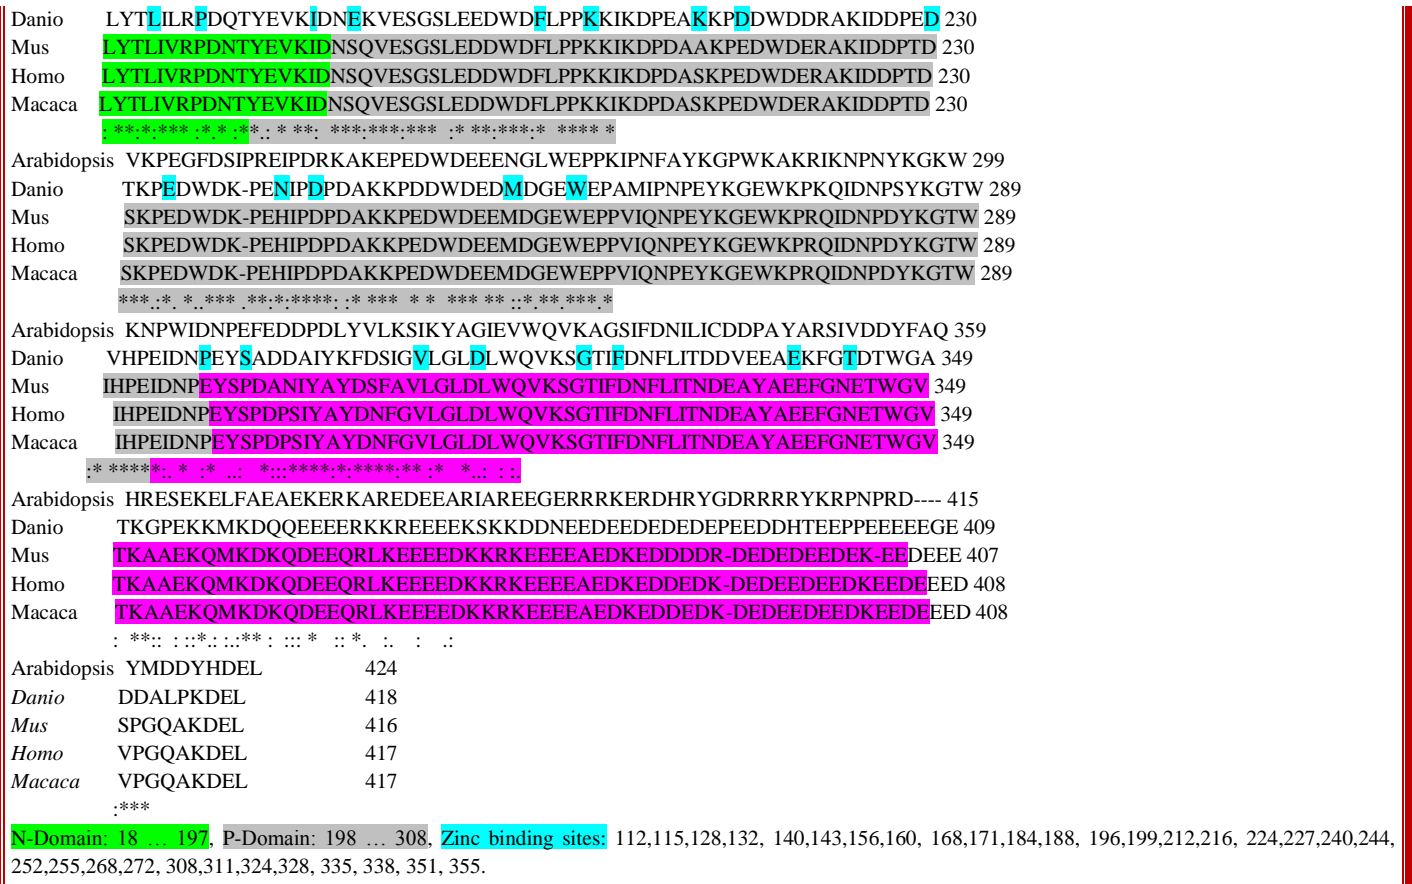 Danio LYTLILRPDQTYEVKIDNEKVESGSLEEDWDFLPPKKIKDPEAKKPDDWDDRAKIDDPED 230
Mus LYTLIVRPDNTYEVKIDNSQVESGSLEDDWDFLPPKKIKDPDAAKPEDWDERAKIDDPTD 230
Homo LYTLIVRPDNTYEVKIDNSQVESGSLEDDWDFLPPKKIKDPDASKPEDWDERAKIDDPTD 230
Macaca LYTLIVRPDNTYEVKIDNSQVESGSLEDDWDFLPPKKIKDPDASKPEDWDERAKIDDPTD 230
: **:*:*** :*.* :**.: * **: ***:***:*** :* **:***:* **** *
Arabidopsis VKPEGFDSIPREIPDRKAKEPEDWDEEENGLWEPPKIPNFAYKGPWKAKRIKNPNYKGKW 299
Danio TKPEDWDK-PENIPDPDAKKPDDWDEDMDGEWEPAMIPNPEYKGEWKPKQIDNPSYKGTW 289
Mus SKPEDWDK-PEHIPDPDAKKPEDWDEEMDGEWEPPVIQNPEYKGEWKPRQIDNPDYKGTW 289
Homo SKPEDWDK-PEHIPDPDAKKPEDWDEEMDGEWEPPVIQNPEYKGEWKPRQIDNPDYKGTW 289
Macaca SKPEDWDK-PEHIPDPDAKKPEDWDEEMDGEWEPPVIQNPEYKGEWKPRQIDNPDYKGTW 289
***.:*. *..*** .**:*:****: :* *** * * *** ** ::*.**.***.*
Arabidopsis KNPWIDNPEFEDDPDLYVLKSIKYAGIEVWQVKAGSIFDNILICDDPAYARSIVDDYFAQ 359
Danio VHPEIDNPEYSADDAIYKFDSIGVLGLDLWQVKSGTIFDNFLITDDVEEAEKFGTDTWGA 349
Mus IHPEIDNPEYSPDANIYAYDSFAVLGLDLWQVKSGTIFDNFLITNDEAYAEEFGNETWGV 349
Homo IHPEIDNPEYSPDPSIYAYDNFGVLGLDLWQVKSGTIFDNFLITNDEAYAEEFGNETWGV 349
Macaca IHPEIDNPEYSPDPSIYAYDNFGVLGLDLWQVKSGTIFDNFLITNDEAYAEEFGNETWGV 349
:* *****:. * :* ..: *:::****:*:****:** :* *..: : :.
Arabidopsis HRESEKELFAEAEKERKAREDEEARIAREEGERRRKERDHRYGDRRRRYKRPNPRD---- 415
Danio TKGPEKKMKDQQEEEERKKREEEEKSKKDDNEEDEEDEDEDEPEEDDHTEEPPEEEEEGE 409
Mus TKAAEKQMKDKQDEEQRLKEEEEDKKRKEEEEAEDKEDDDDR-DEDEDEEDEK-EEDEEE 407
Homo TKAAEKQMKDKQDEEQRLKEEEEDKKRKEEEEAEDKEDDEDK-DEDEEDEEDKEEDEEED 408
Macaca TKAAEKQMKDKQDEEQRLKEEEEDKKRKEEEEAEDKEDDEDK-DEDEEDEEDKEEDEEED 408
: **:: : ::*.: :.:** : : ::: * :: *. :. : .:
Arabidopsis YMDDYHDEL 424
Danio DDALPKDEL 418
Mus SPGQAKDEL 416
Homo VPGQAKDEL 417
Macaca VPGQAKDEL 417
:***
N-Domain: 18 … 197, P-Domain: 198 … 308, Zinc binding sites: 112,115,128,132, 140,143,156,160, 168,171,184,188, 196,199,212,216, 224,227,240,244,
252,255,268,272, 308,311,324,328, 335, 338, 351, 355.